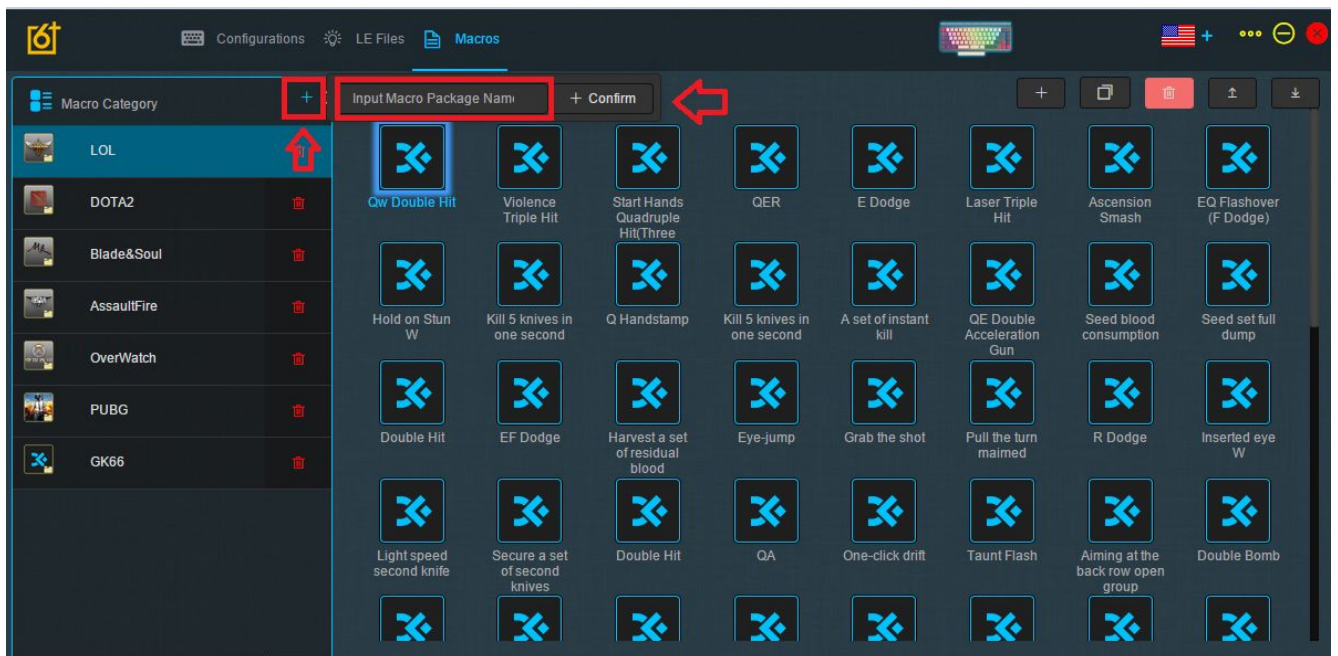 Configurations
LE Files
Macros
Macro Category
+
Input Macro Package Nam
+ Confirm
LOL
DOTA2
Blade&Soul
AssaultFire
OverWatch
PUBG
GK66
Qw Double Hit
Violence
Triple Hit
Start Hands
Quadruple
Hit(Three
QER
E Dodge
Laser Triple
Hit
Ascension
Smash
EQ Flashover
(F Dodge)
Hold on Stun
W
Kill 5 knives in
one second
Q Handstamp
Kill 5 knives in
one second
A set of instant
kill
QE Double
Acceleration
Gun
Seed blood
consumption
Seed set full
dump
Double Hit
EF Dodge
Harvest a set
of residual
blood
Eye-jump
Grab the shot
Pull the turn
maimed
R Dodge
Inserted eye
W
Light speed
second knife
Secure a set
of second
knives
Double Hit
QA
One-click drift
Taunt Flash
Aiming at the
back row open
group
Double Bomb